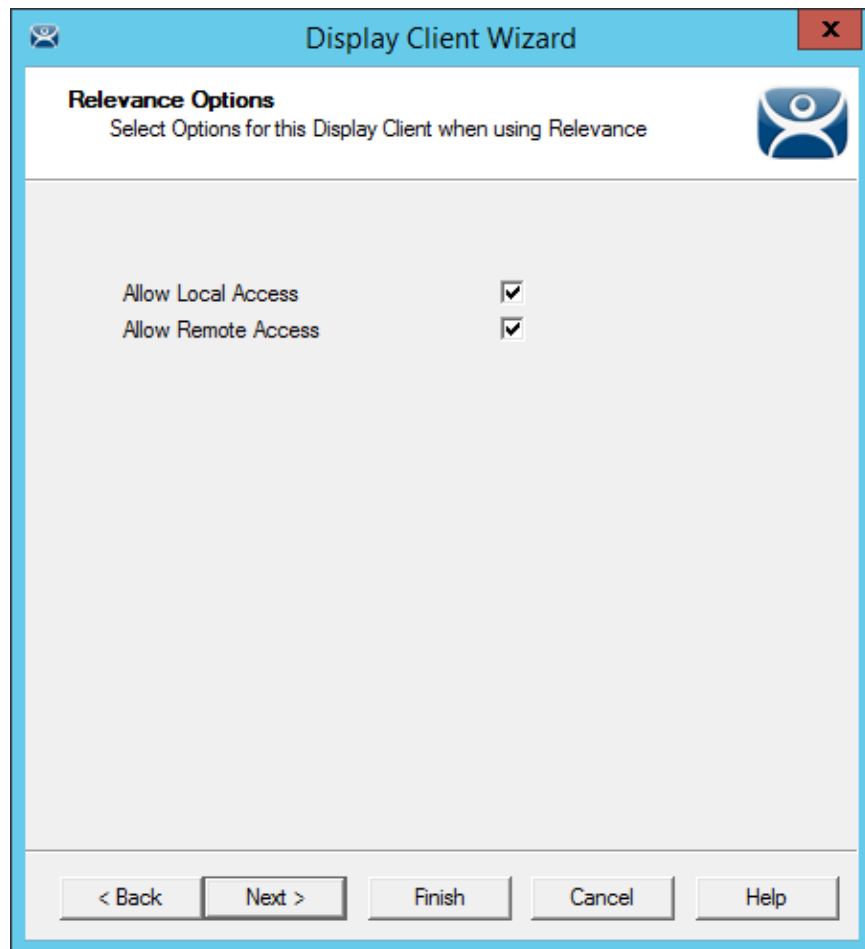 Display Client Wizard
x
Relevance Options
Select Options for this Display Client when using Relevance
Allow Local Access
Allow Remote Access
< Back Next > Finish Cancel Help